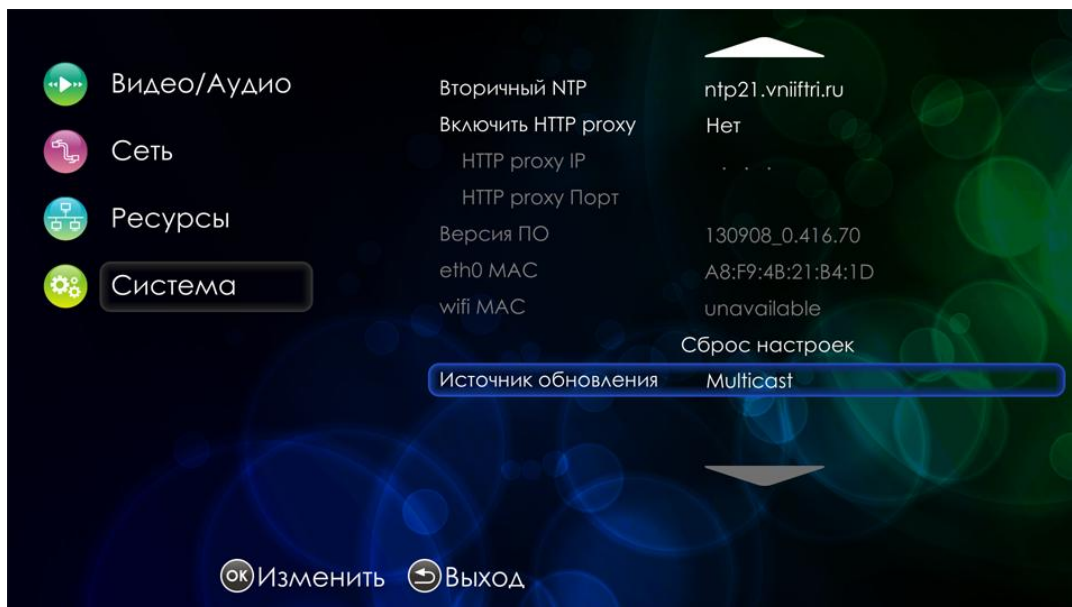 Видео/Аудио
Сеть
Ресурсы
Система
Вторичный NTP ntp21.vniiftri.ru
Включить HTTP proxy Нет
HTTP proxy IP . . .
HTTP proxy Порт
Версия ПО 130908_0.416.70
eth0 MAC A8:F9:4B:21:B4:1D
wifi MAC unavailable
Сброс настроек
Источник обновления Multicast
OK Изменить Выход